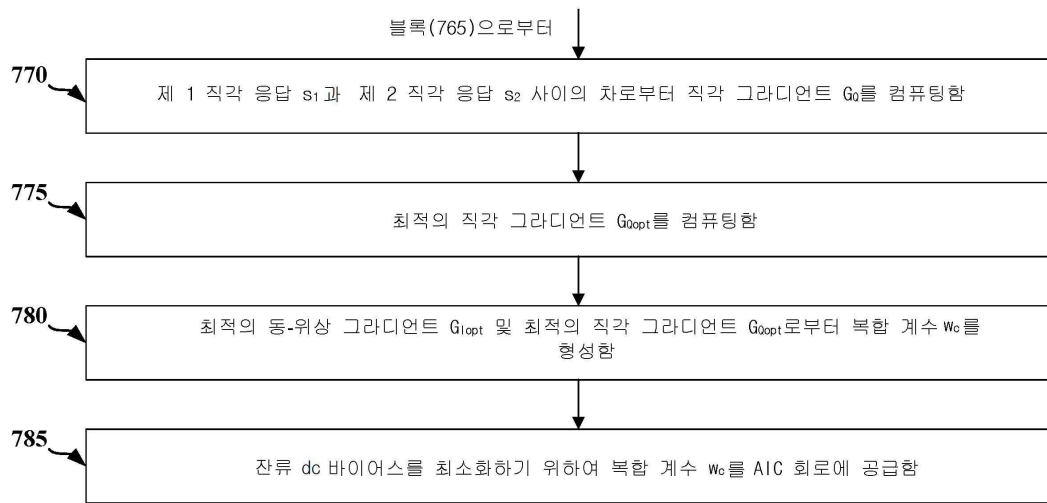 블록(765)으로부터
770
제 1 직각 응답 s₁과 제 2 직각 응답 s₂ 사이의 차로부터 직각 그라디언트 G_Q를 컴퓨팅함
775
최적의 직각 그라디언트 G_Qopt를 컴퓨팅함
780
최적의 동-위상 그라디언트 G_Iopt 및 최적의 직각 그라디언트 G_Qopt로부터 복합 계수 w_c를
형성함
785
잔류 dc 바이어스를 최소화하기 위하여 복합 계수 w_c를 AIC 회로에 공급함